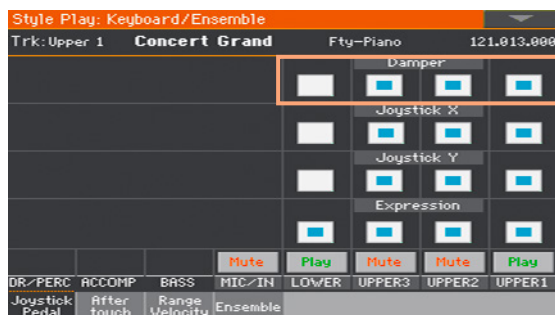 Style Play: Keyboard/Ensemble
Trk:Upper 1 Concert Grand Fty-Piano 121.013.000
Damper
Joystick X
Joystick Y
Expression
Mute Play Mute Mute Play
DR/PERC ACCOMP BASS MIC/IN LOWER UPPER3 UPPER2 UPPER1
Joystick After Range Ensemble
Pedal touch Velocity